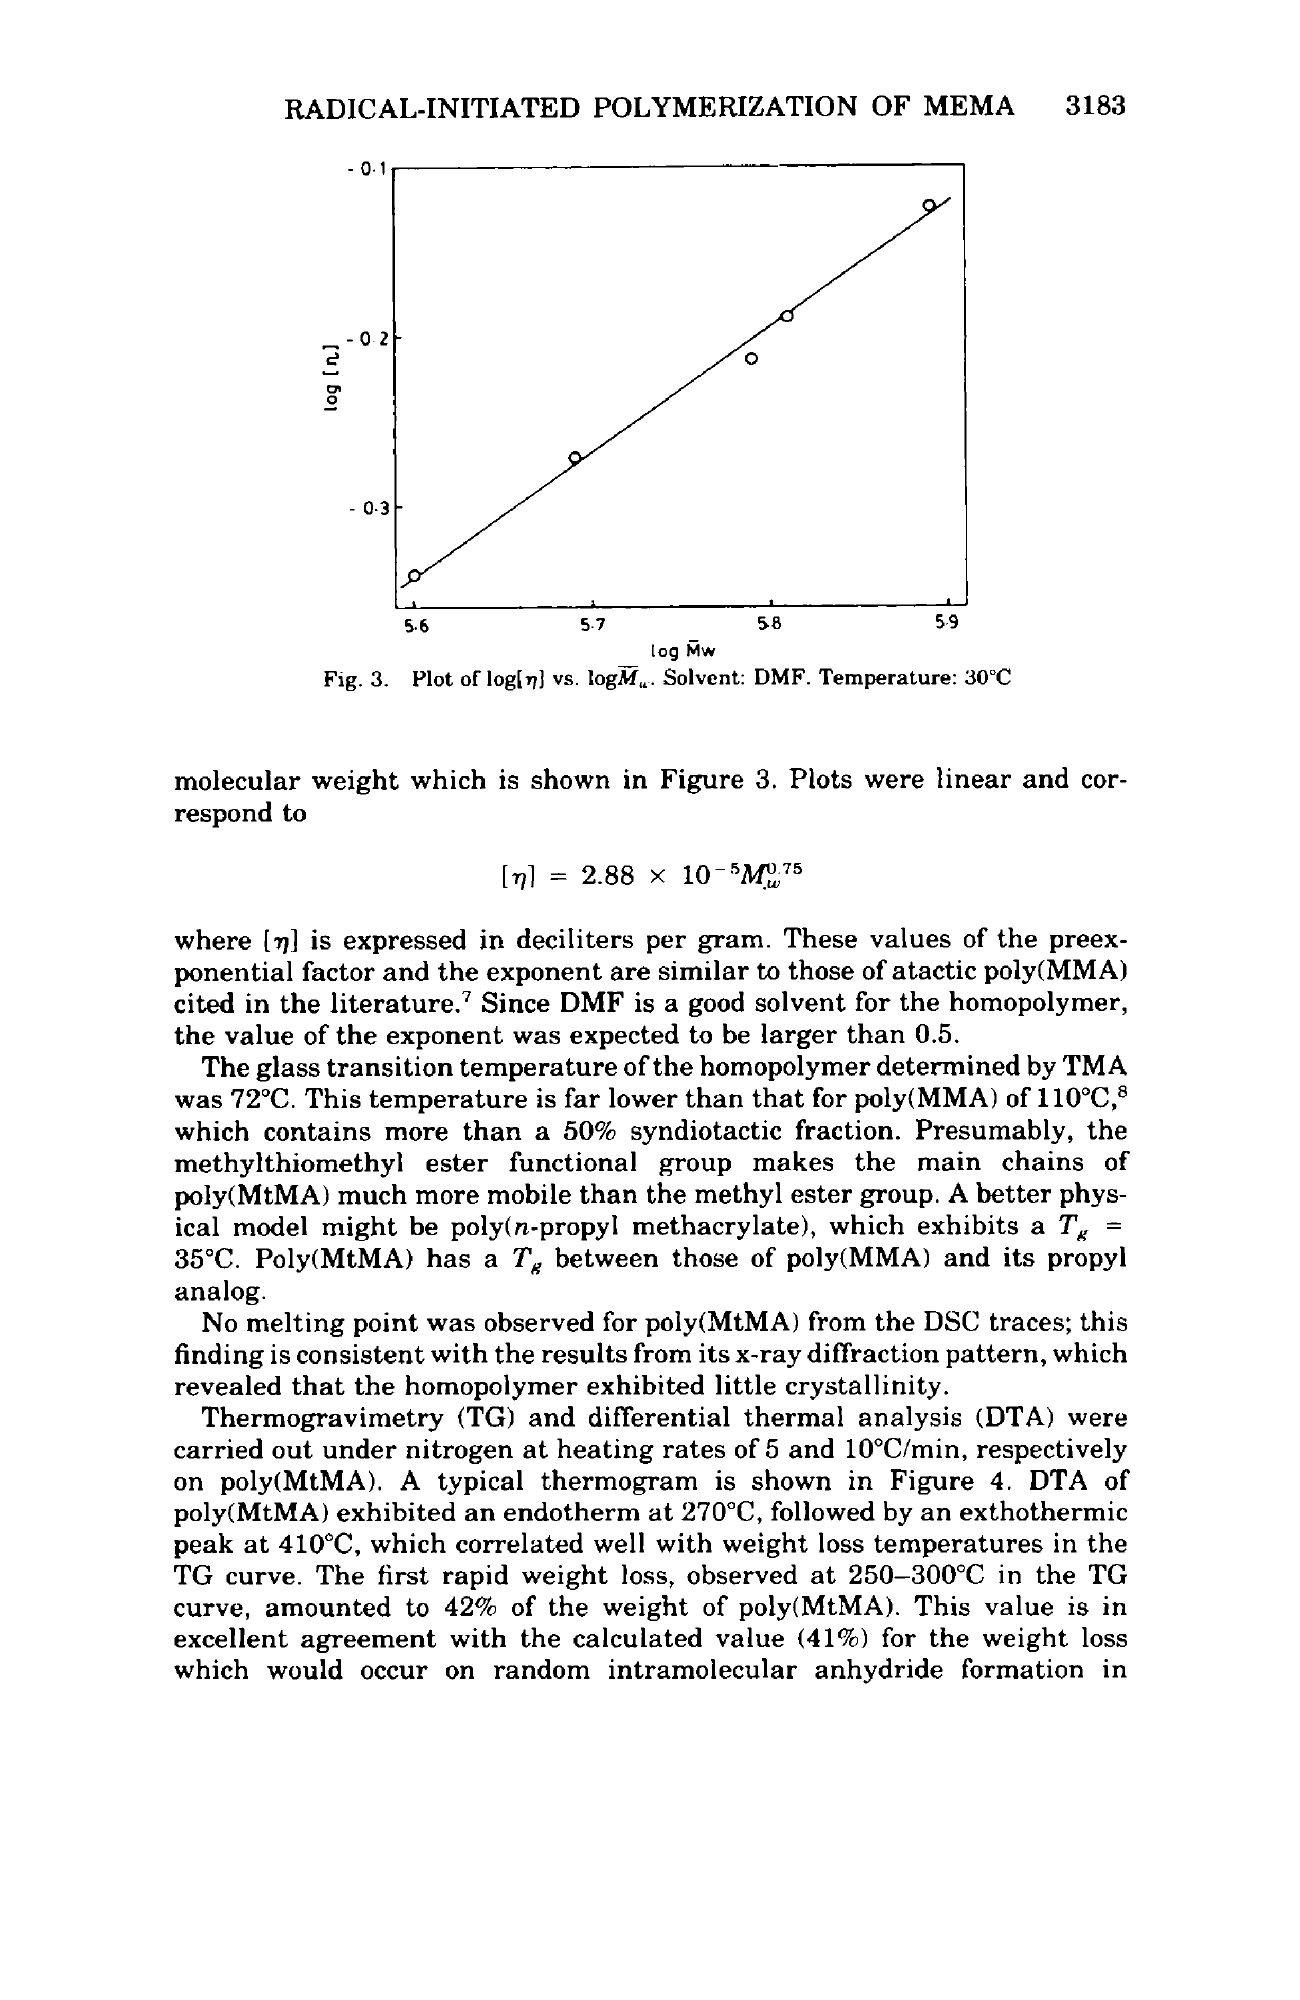 RADICAL-INITIATED POLYMERIZATION OF MEMA 3183
- 0·1
- 0·2
- 0·3
log [η]
5·6 5·7 5·8 5·9
log M̄w
Fig. 3. Plot of log[η] vs. logM̄w. Solvent: DMF. Temperature: 30°C
molecular weight which is shown in Figure 3. Plots were linear and cor-
respond to
[η] = 2.88 × 10⁻⁵M_w^0.75
where [η] is expressed in deciliters per gram. These values of the preex-
ponential factor and the exponent are similar to those of atactic poly(MMA)
cited in the literature.⁷ Since DMF is a good solvent for the homopolymer,
the value of the exponent was expected to be larger than 0.5.
The glass transition temperature of the homopolymer determined by TMA
was 72°C. This temperature is far lower than that for poly(MMA) of 110°C,⁸
which contains more than a 50% syndiotactic fraction. Presumably, the
methylthiomethyl ester functional group makes the main chains of
poly(MtMA) much more mobile than the methyl ester group. A better phys-
ical model might be poly(n-propyl methacrylate), which exhibits a Tg =
35°C. Poly(MtMA) has a Tg between those of poly(MMA) and its propyl
analog.
No melting point was observed for poly(MtMA) from the DSC traces; this
finding is consistent with the results from its x-ray diffraction pattern, which
revealed that the homopolymer exhibited little crystallinity.
Thermogravimetry (TG) and differential thermal analysis (DTA) were
carried out under nitrogen at heating rates of 5 and 10°C/min, respectively
on poly(MtMA). A typical thermogram is shown in Figure 4. DTA of
poly(MtMA) exhibited an endotherm at 270°C, followed by an exthothermic
peak at 410°C, which correlated well with weight loss temperatures in the
TG curve. The first rapid weight loss, observed at 250–300°C in the TG
curve, amounted to 42% of the weight of poly(MtMA). This value is in
excellent agreement with the calculated value (41%) for the weight loss
which would occur on random intramolecular anhydride formation in